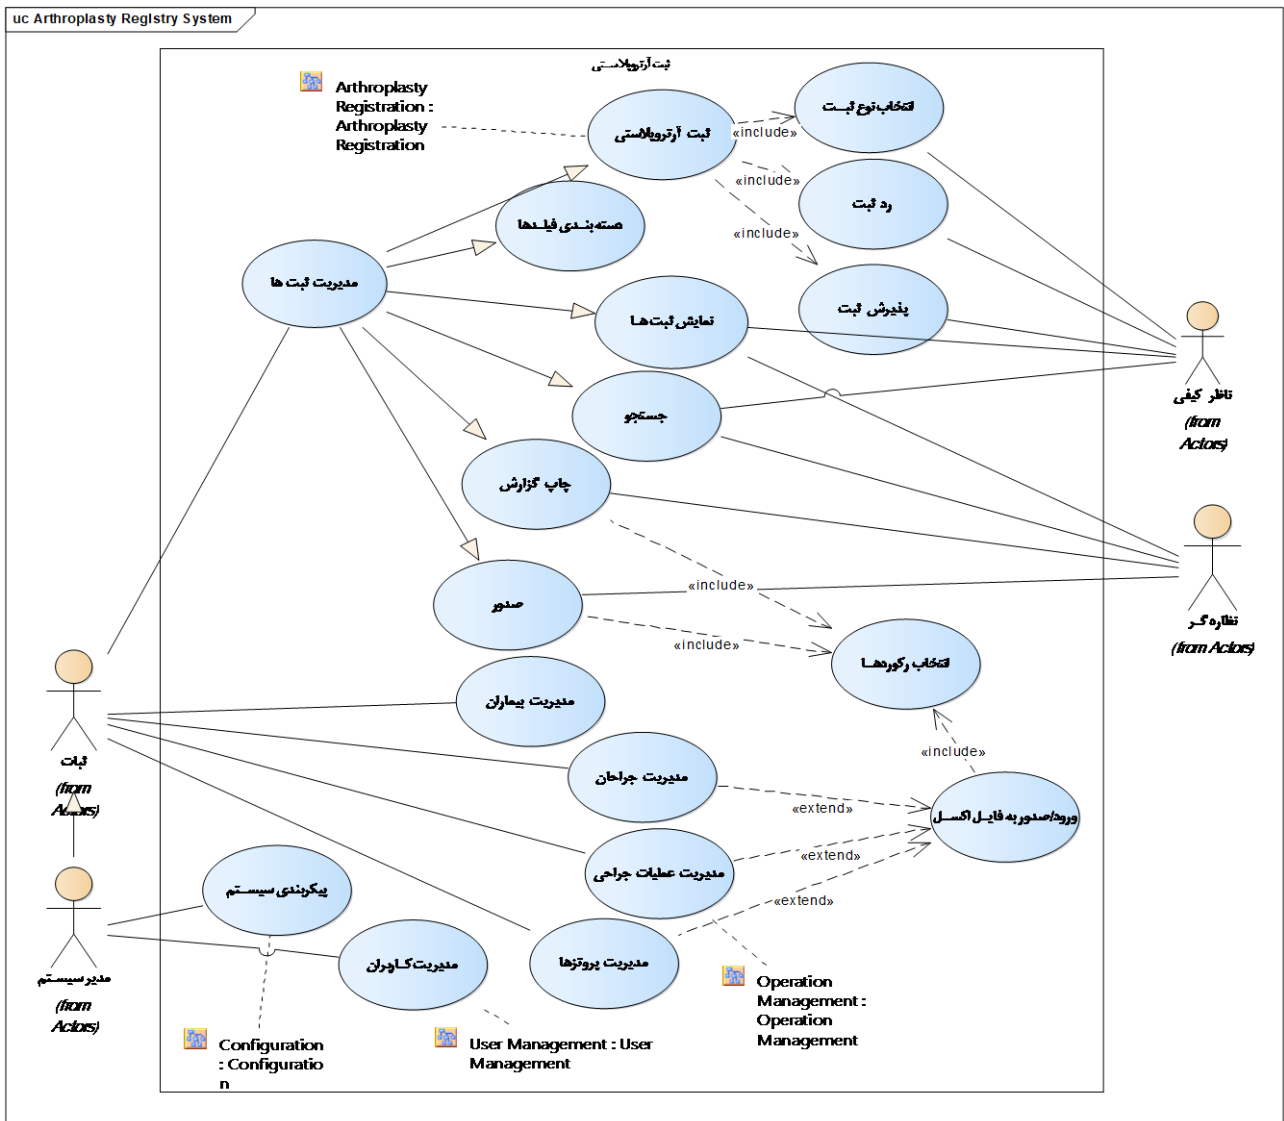 uc Arthroplasty Registry System
ثبت آرتروپلاستی
Arthroplasty
Registration :
Arthroplasty
Registration
ثبت آرتروپلاستی
انتخاب نوع ثبت
«include»
رد ثبت
«include»
دسته بندی فیلدها
«include»
مدیریت ثبت ها
پذیرش ثبت
نمایش ثبت ها
ناظر کیفی
(from
Actors)
جستجو
چاپ گزارش
«include»
صدور
نظاره گر
(from Actors)
«include»
انتخاب رکوردها
مدیریت بیماران
«include»
ثبات
(from
Actors)
مدیریت جراحان
«extend»
ورود/صدور به فایل اکسل
«extend»
مدیریت عملیات جراحی
پیکربندی سیستم
«extend»
مدیریت کاربران
مدیریت پروتزها
مدیر سیستم
(from
Actors)
Operation
Management :
Operation
Management
Configuration
: Configuratio
n
User Management : User
Management